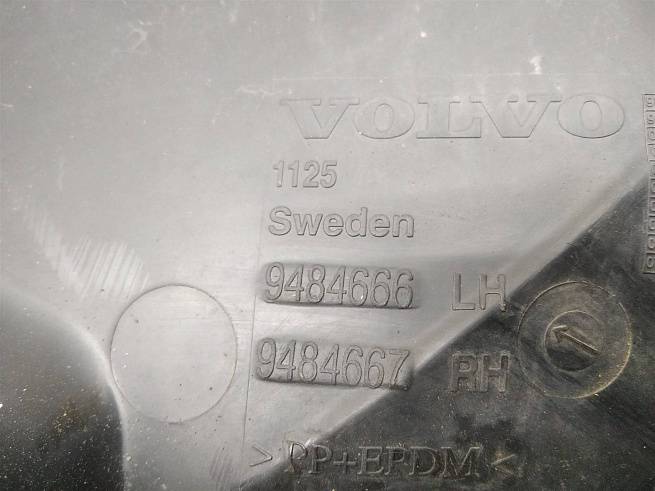 VOLVO
1125
Sweden
9484666 LH
9484667 RH
> PP+EPDM <